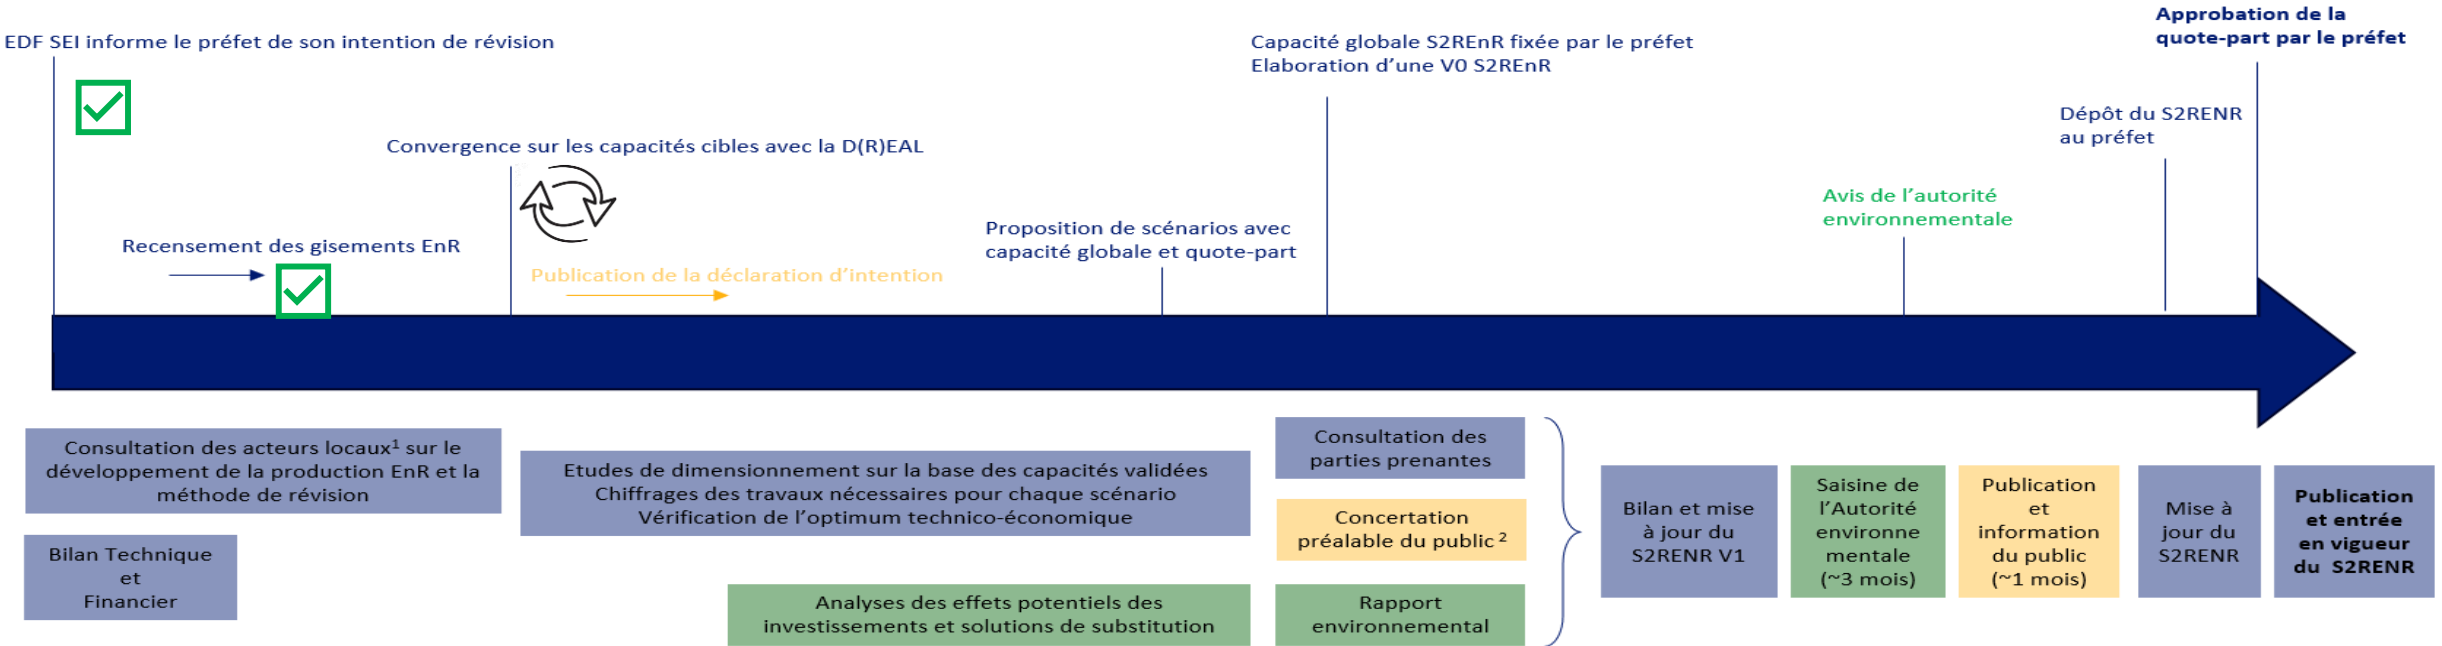 EDF SEI informe le préfet de son intention de révision
Recensement des gisements EnR
Convergence sur les capacités cibles avec la D(R)EAL
Publication de la déclaration d’intention
Proposition de scénarios avec
capacité globale et quote-part
Capacité globale S2REnR fixée par le préfet
Elaboration d’une V0 S2REnR
Avis de l’autorité
environnementale
Dépôt du S2RENR
au préfet
Approbation de la
quote-part par le préfet
Consultation des acteurs locaux¹ sur le
développement de la production EnR et la
méthode de révision
Bilan Technique
et
Financier
Etudes de dimensionnement sur la base des capacités validées
Chiffrages des travaux nécessaires pour chaque scénario
Vérification de l’optimum technico-économique
Analyses des effets potentiels des
investissements et solutions de substitution
Consultation des
parties prenantes
Concertation
préalable du public ²
Rapport
environnemental
Bilan et mise
à jour du
S2RENR V1
Saisine de
l’Autorité
environne
mentale
(~3 mois)
Publication
et
information
du public
(~1 mois)
Mise à
jour du
S2RENR
Publication
et entrée
en vigueur
du S2RENR